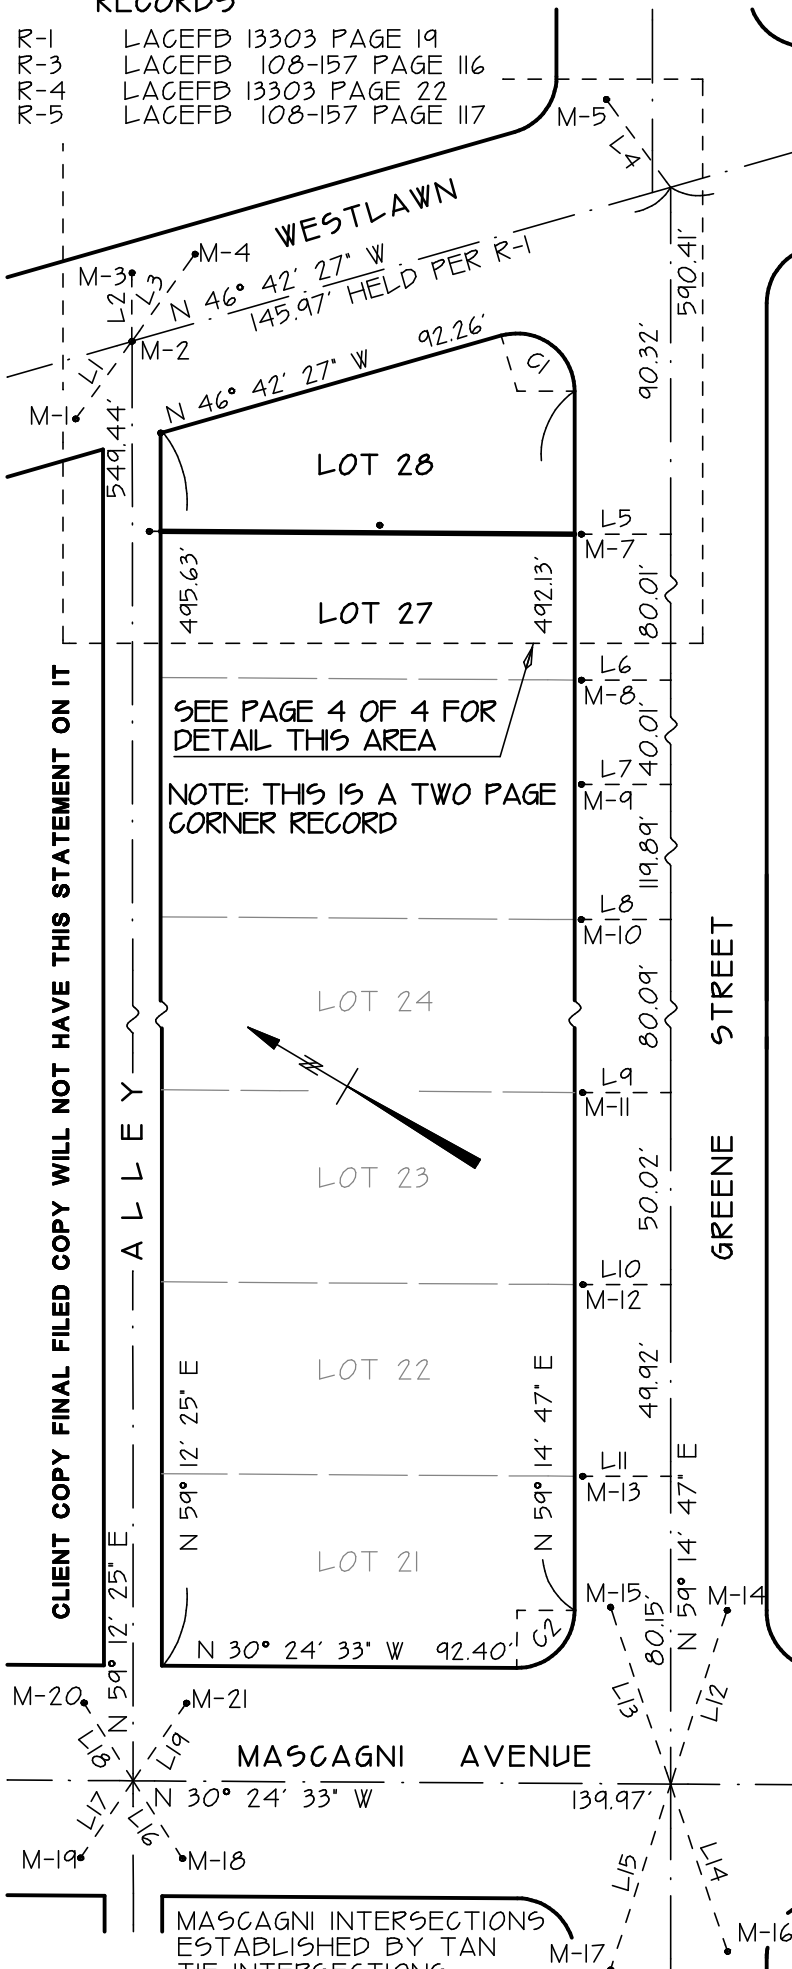 RECORDS
R-1 LACEFB 13303 PAGE 19
R-3 LACEFB 108-157 PAGE 116
R-4 LACEFB 13303 PAGE 22
R-5 LACEFB 108-157 PAGE 117
M-5
L4
WESTLAWN
M-4
M-3
L2
L3
N 46° 42' 27" W
145.97' HELD PER R-1
590.41'
M-2
L1
M-1
549.44'
N 46° 42' 27" W 92.26'
C1
90.32'
LOT 28
L5
M-7
495.63'
492.13'
80.01'
LOT 27
L6
M-8
SEE PAGE 4 OF 4 FOR
DETAIL THIS AREA
40.01'
L7
M-9
NOTE: THIS IS A TWO PAGE
CORNER RECORD
119.89'
L8
M-10
CLIENT COPY FINAL FILED COPY WILL NOT HAVE THIS STATEMENT ON IT
LOT 24
80.09'
GREENE STREET
N
L9
M-11
ALLEY
LOT 23
50.02'
L10
M-12
LOT 22
49.92'
N 59° 12' 25" E
N 59° 14' 47" E
L11
M-13
N 59° 14' 47" E
N 59° 12' 25" E
LOT 21
M-15
M-14
80.15'
C2
N 30° 24' 33" W 92.40'
M-20
M-21
L18
L19
L13
L12
MASCAGNI AVENUE
N 30° 24' 33" W 139.97'
L17
L16
M-19
M-18
L15
L14
MASCAGNI INTERSECTIONS
ESTABLISHED BY TAN
TIE INTERSECTIONS
M-17
M-16